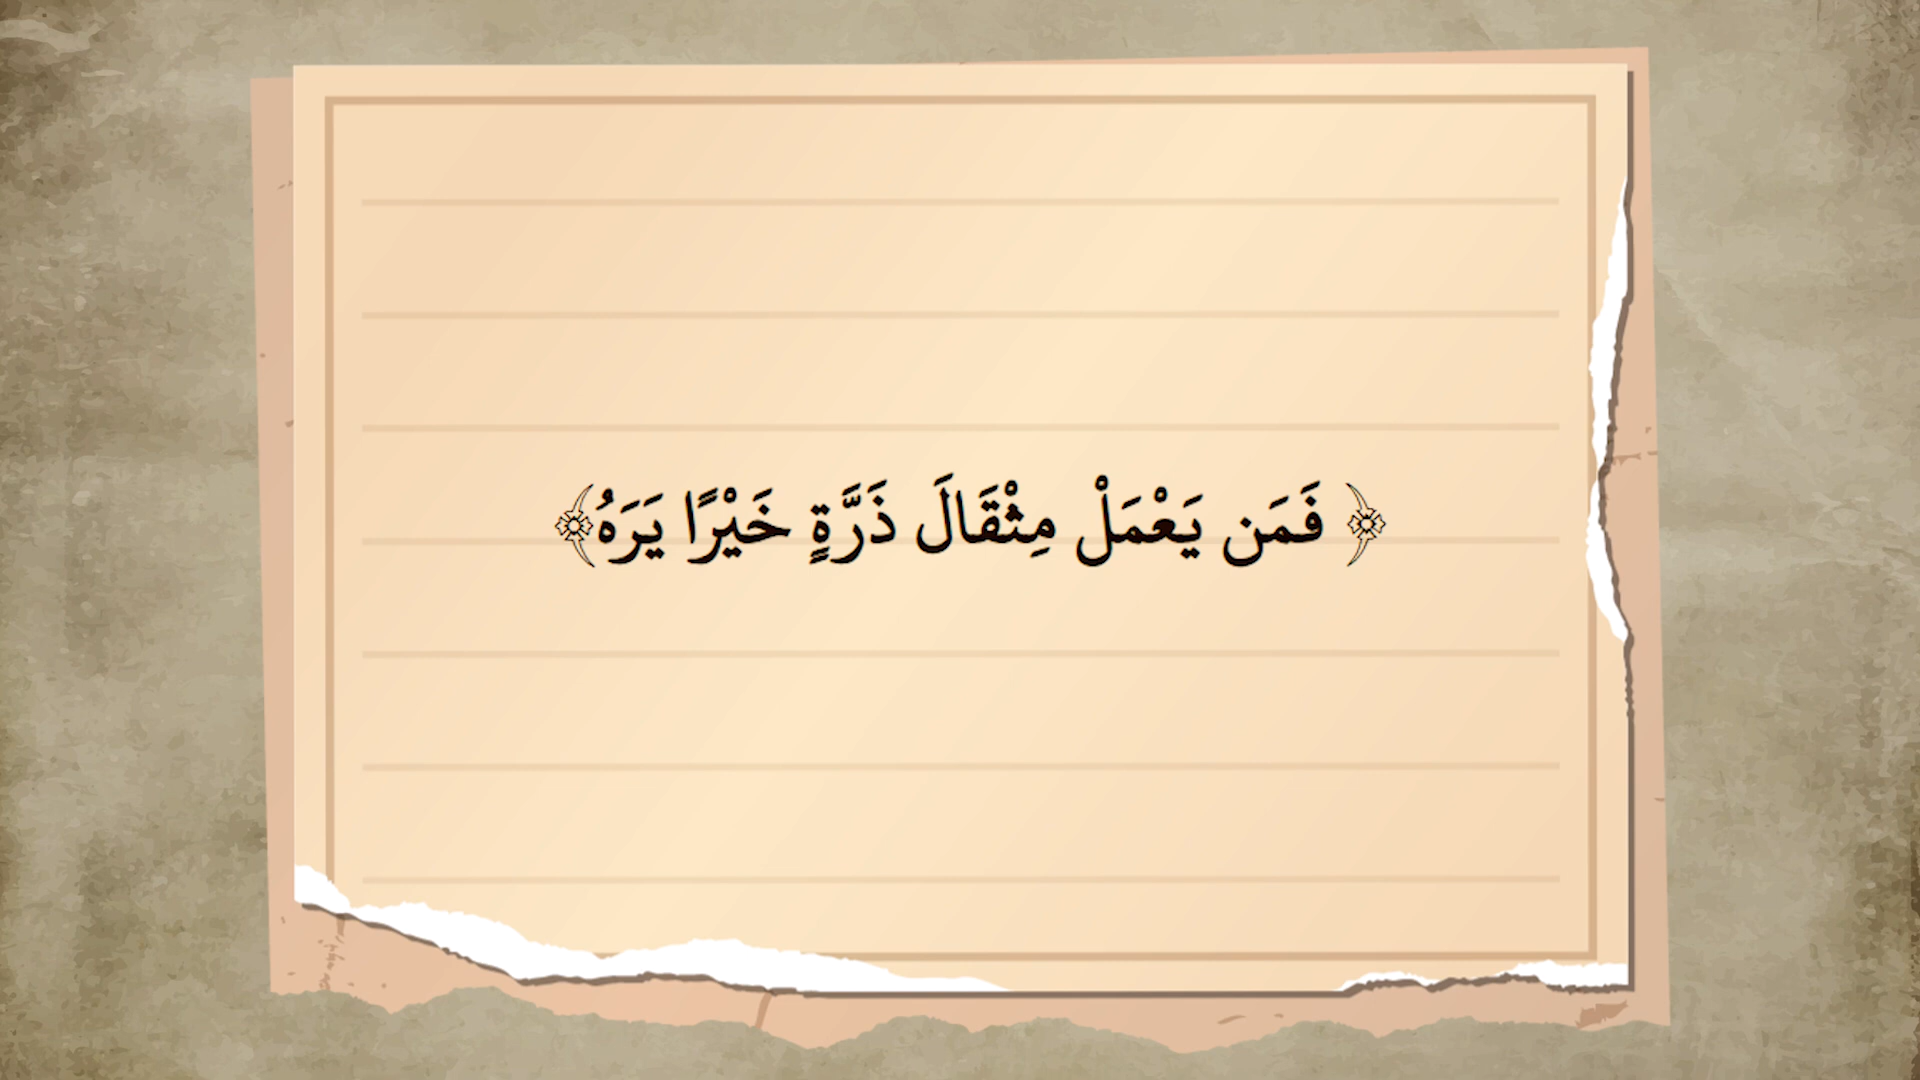 ﴿ فَمَن يَعْمَلْ مِثْقَالَ ذَرَّةٍ خَيْرًا يَرَهُ﴾